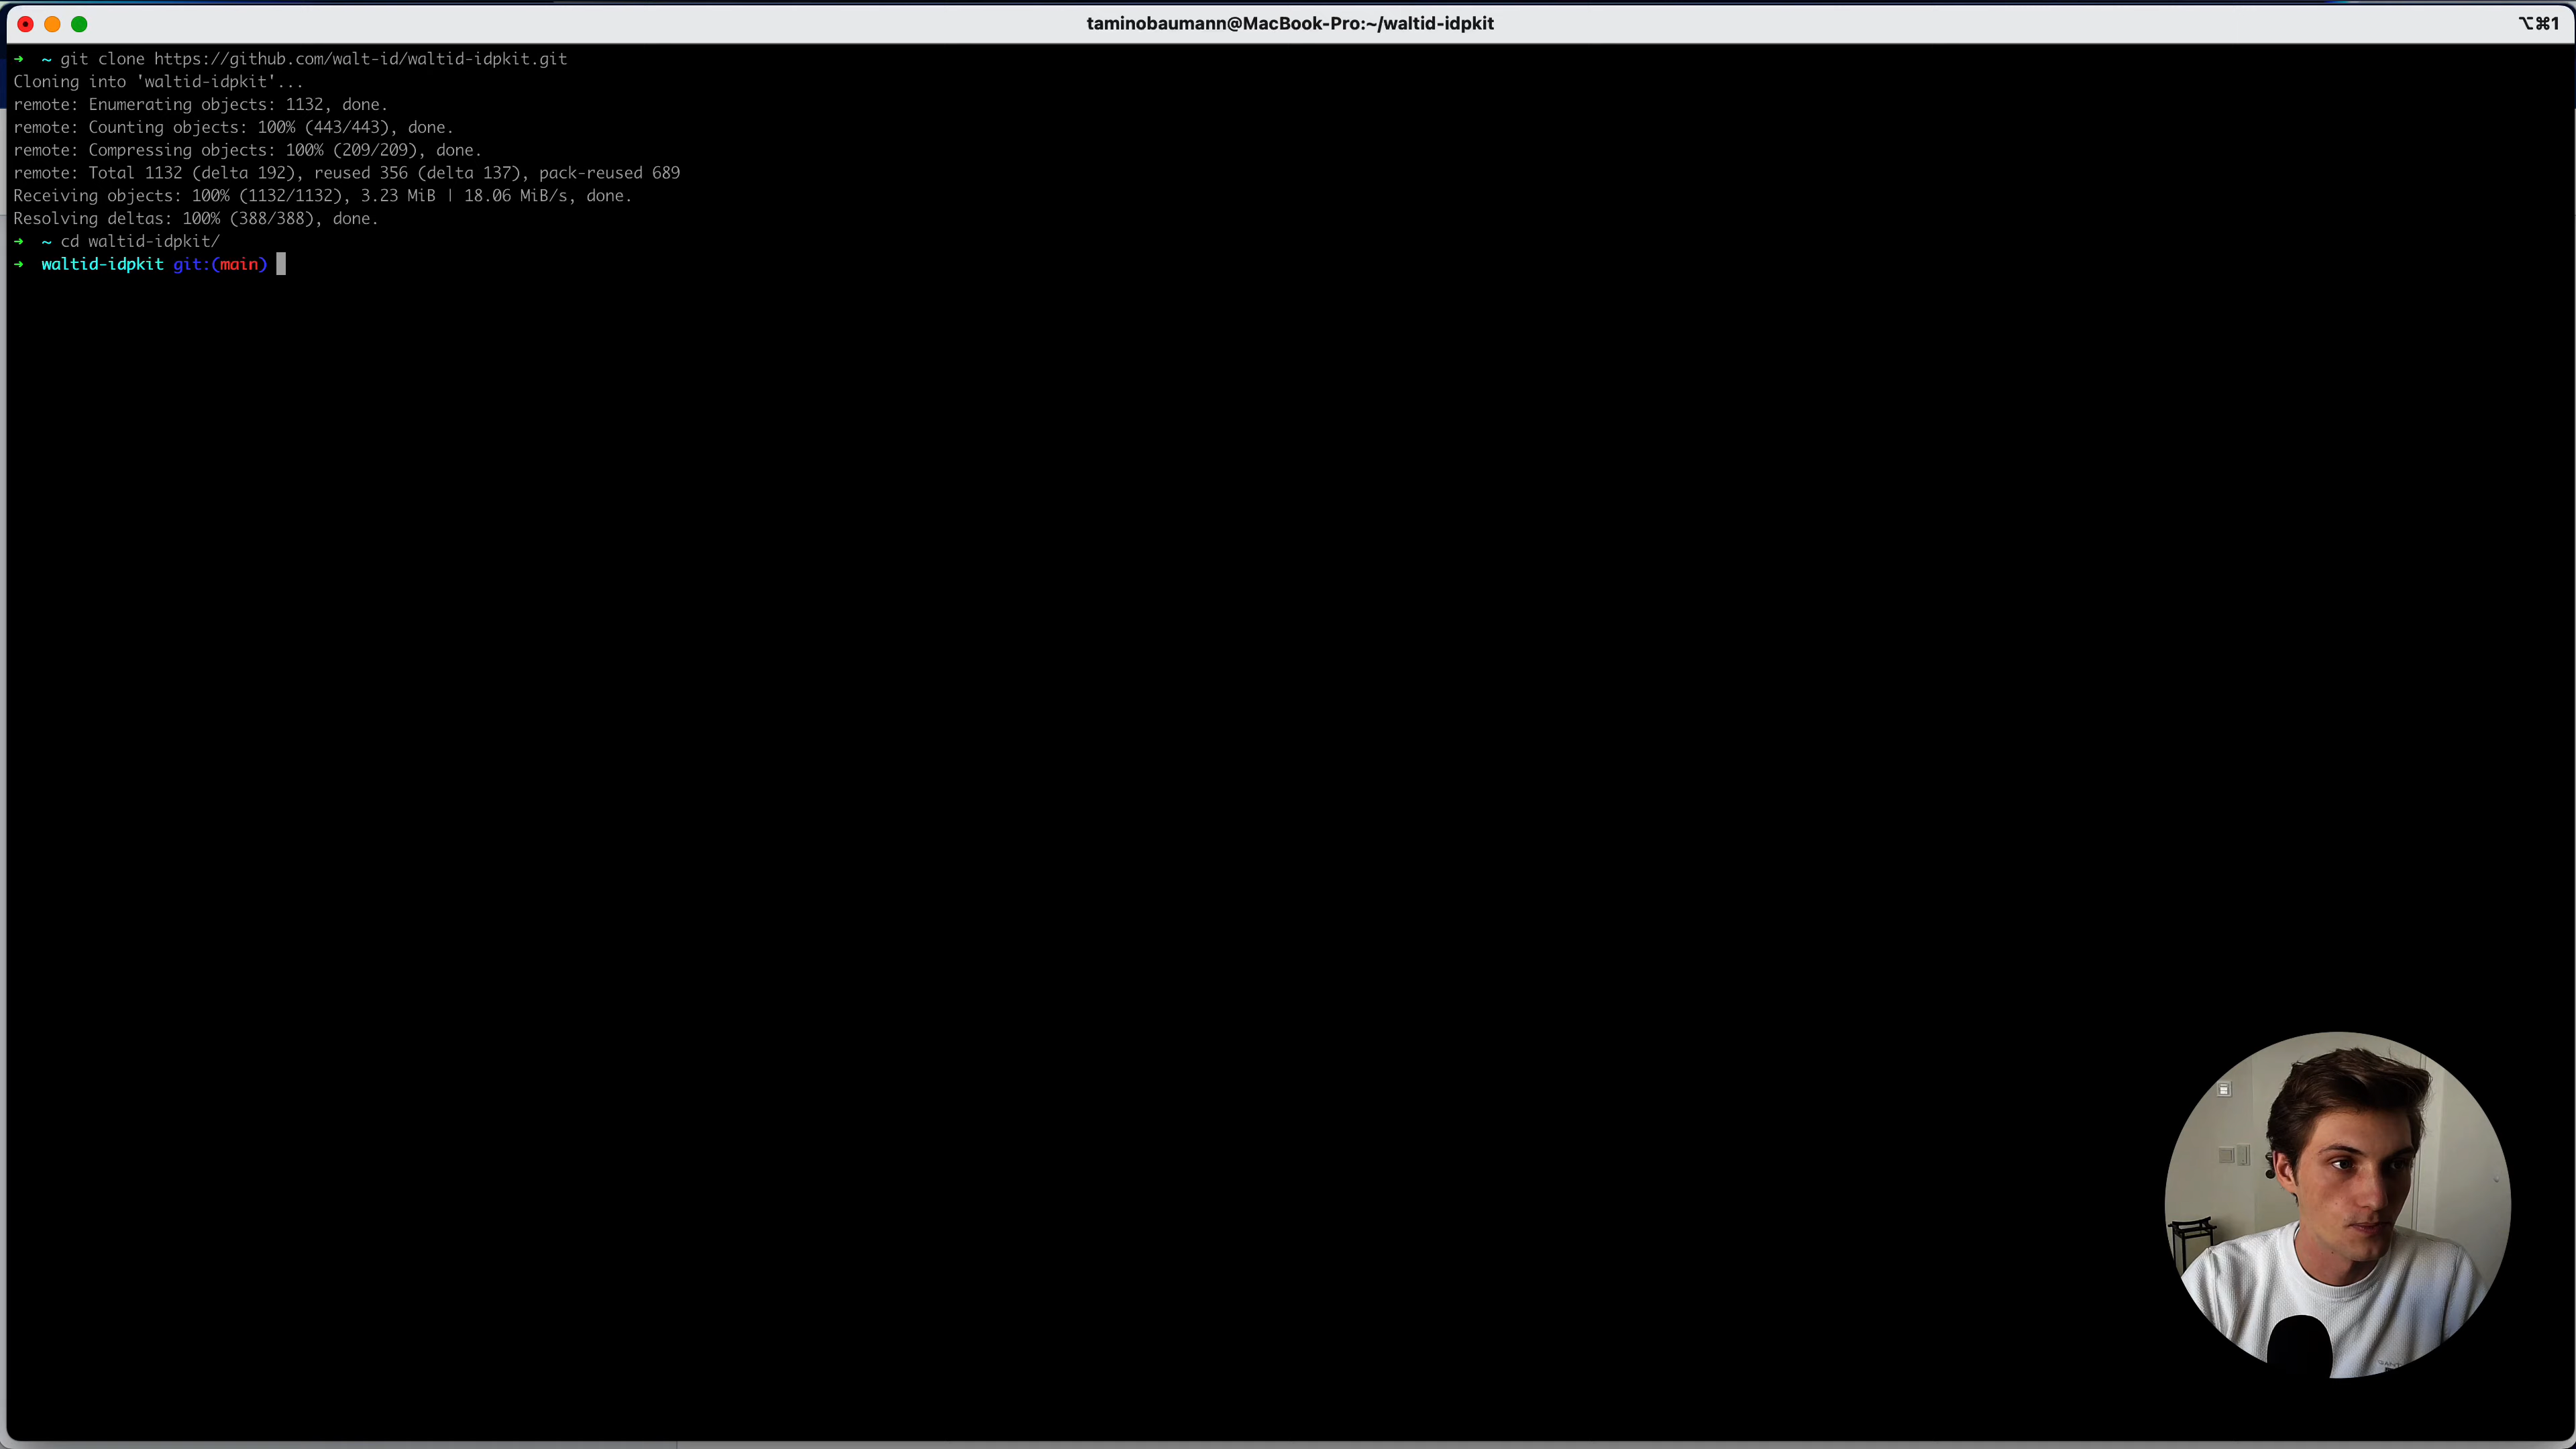 taminobaumann@MacBook-Pro:~/waltid-idpkit
⌥⌘1
➜ ~ git clone https://github.com/walt-id/waltid-idpkit.git
Cloning into 'waltid-idpkit'...
remote: Enumerating objects: 1132, done.
remote: Counting objects: 100% (443/443), done.
remote: Compressing objects: 100% (209/209), done.
remote: Total 1132 (delta 192), reused 356 (delta 137), pack-reused 689
Receiving objects: 100% (1132/1132), 3.23 MiB | 18.06 MiB/s, done.
Resolving deltas: 100% (388/388), done.
➜ ~ cd waltid-idpkit/
➜ waltid-idpkit git:(main)